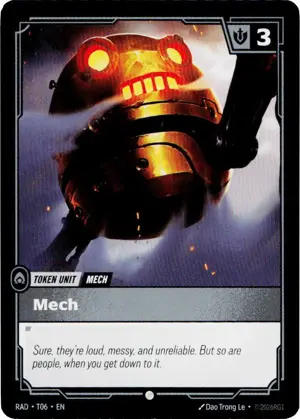 3
TOKEN UNIT MECH
Mech
Sure, they're loud, messy, and unreliable. But so are
people, when you get down to it.
RAD • T06 • EN
Dao Trong Le • ©2026RGI